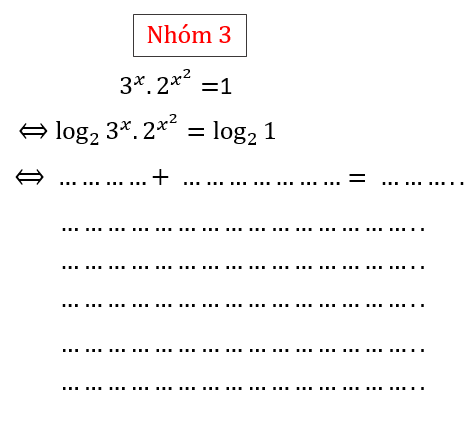 Nhóm 3
3^x . 2^{x^2} = 1
⇔ log_2 3^x . 2^{x^2} = log_2 1
⇔ … … … … + … … … … … … … = … … … . .
… … … … … … … … … … … … … … … . .
… … … … … … … … … … … … … … … . .
… … … … … … … … … … … … … … … . .
… … … … … … … … … … … … … … … . .
… … … … … … … … … … … … … … … . .